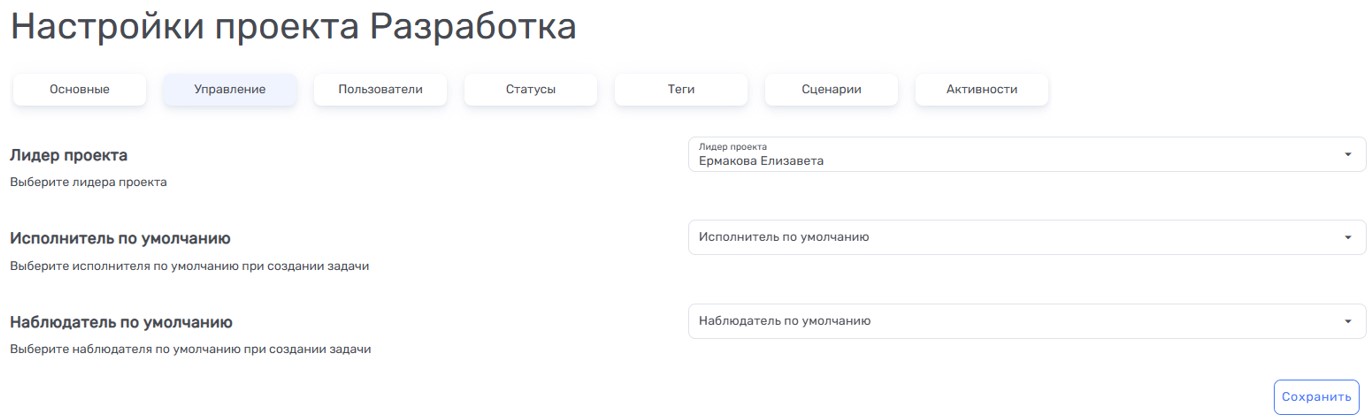 Настройки проекта Разработка
Основные Управление Пользователи Статусы Теги Сценарии Активности
Лидер проекта
Выберите лидера проекта
Лидер проекта
Ермакова Елизавета
Исполнитель по умолчанию
Выберите исполнителя по умолчанию при создании задачи
Исполнитель по умолчанию
Наблюдатель по умолчанию
Выберите наблюдателя по умолчанию при создании задачи
Наблюдатель по умолчанию
Сохранить